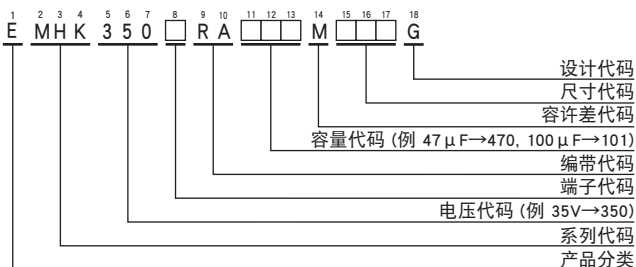 1 2 3 4 5 6 7 8 9 10 11 12 13 14 15 16 17 18
E MHK 350 □ RA □□□ M □□□ G
设计代码
尺寸代码
容许差代码
容量代码 (例 47μF→470, 100μF→101)
编带代码
端子代码
电压代码 (例 35V→350)
系列代码
产品分类